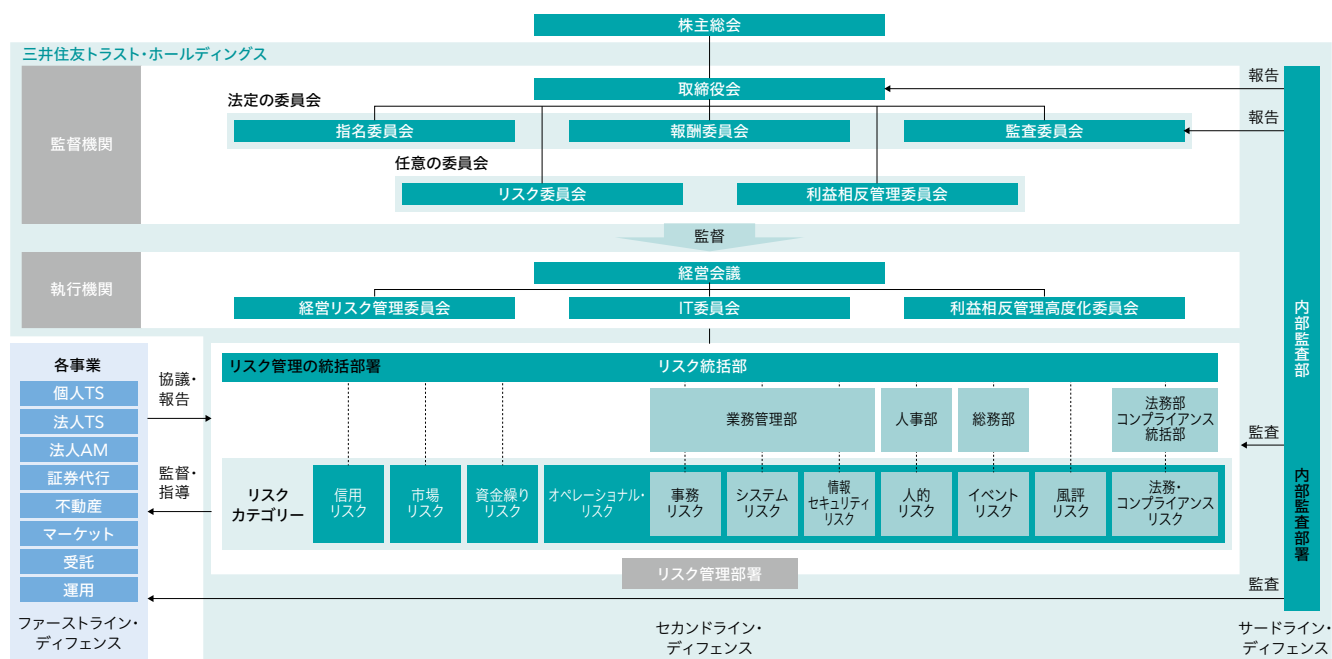 株主総会
三井住友トラスト・ホールディングス
監督機関
取締役会
報告
法定の委員会
指名委員会
報酬委員会
監査委員会
報告
任意の委員会
リスク委員会
利益相反管理委員会
監督
執行機関
経営会議
経営リスク管理委員会
IT委員会
利益相反管理高度化委員会
内部監査部
各事業
個人TS
法人TS
法人AM
証券代行
不動産
マーケット
受託
運用
協議・
報告
監督・
指導
リスク管理の統括部署
リスク統括部
業務管理部
人事部
総務部
法務部
コンプライアンス
統括部
監査
リスク
カテゴリー
信用
リスク
市場
リスク
資金繰り
リスク
オペレーショナル・
リスク
事務
リスク
システム
リスク
情報
セキュリティ
リスク
人的
リスク
イベント
リスク
風評
リスク
法務・
コンプライアンス
リスク
内部監査部署
リスク管理部署
監査
ファーストライン・
ディフェンス
セカンドライン・
ディフェンス
サードライン・
ディフェンス